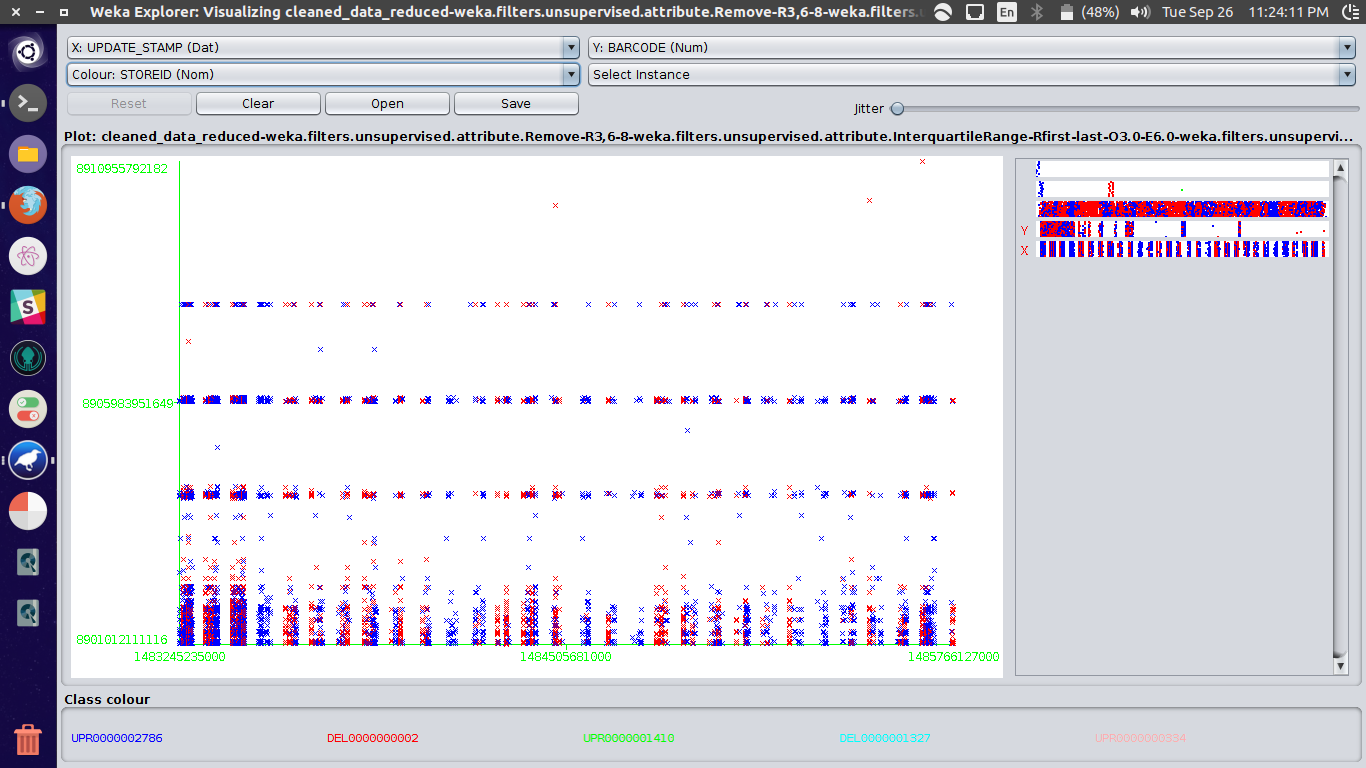 Weka Explorer: Visualizing cleaned_data_reduced-weka.filters.unsupervised.attribute.Remove-R3,6-8-weka.filters.u
En (48%) Tue Sep 26 11:24:11 PM
X: UPDATE_STAMP (Dat) Y: BARCODE (Num)
Colour: STOREID (Nom) Select Instance
Reset Clear Open Save Jitter
Plot: cleaned_data_reduced-weka.filters.unsupervised.attribute.Remove-R3,6-8-weka.filters.unsupervised.attribute.InterquartileRange-Rfirst-last-O3.0-E6.0-weka.filters.unsupervi...
8910955792182
Y
X
8905983951649
8901012111116
1483245235000 1484505681000 1485766127000
Class colour
UPR0000002786 DEL0000000002 UPR0000001410 DEL0000001327 UPR0000000334